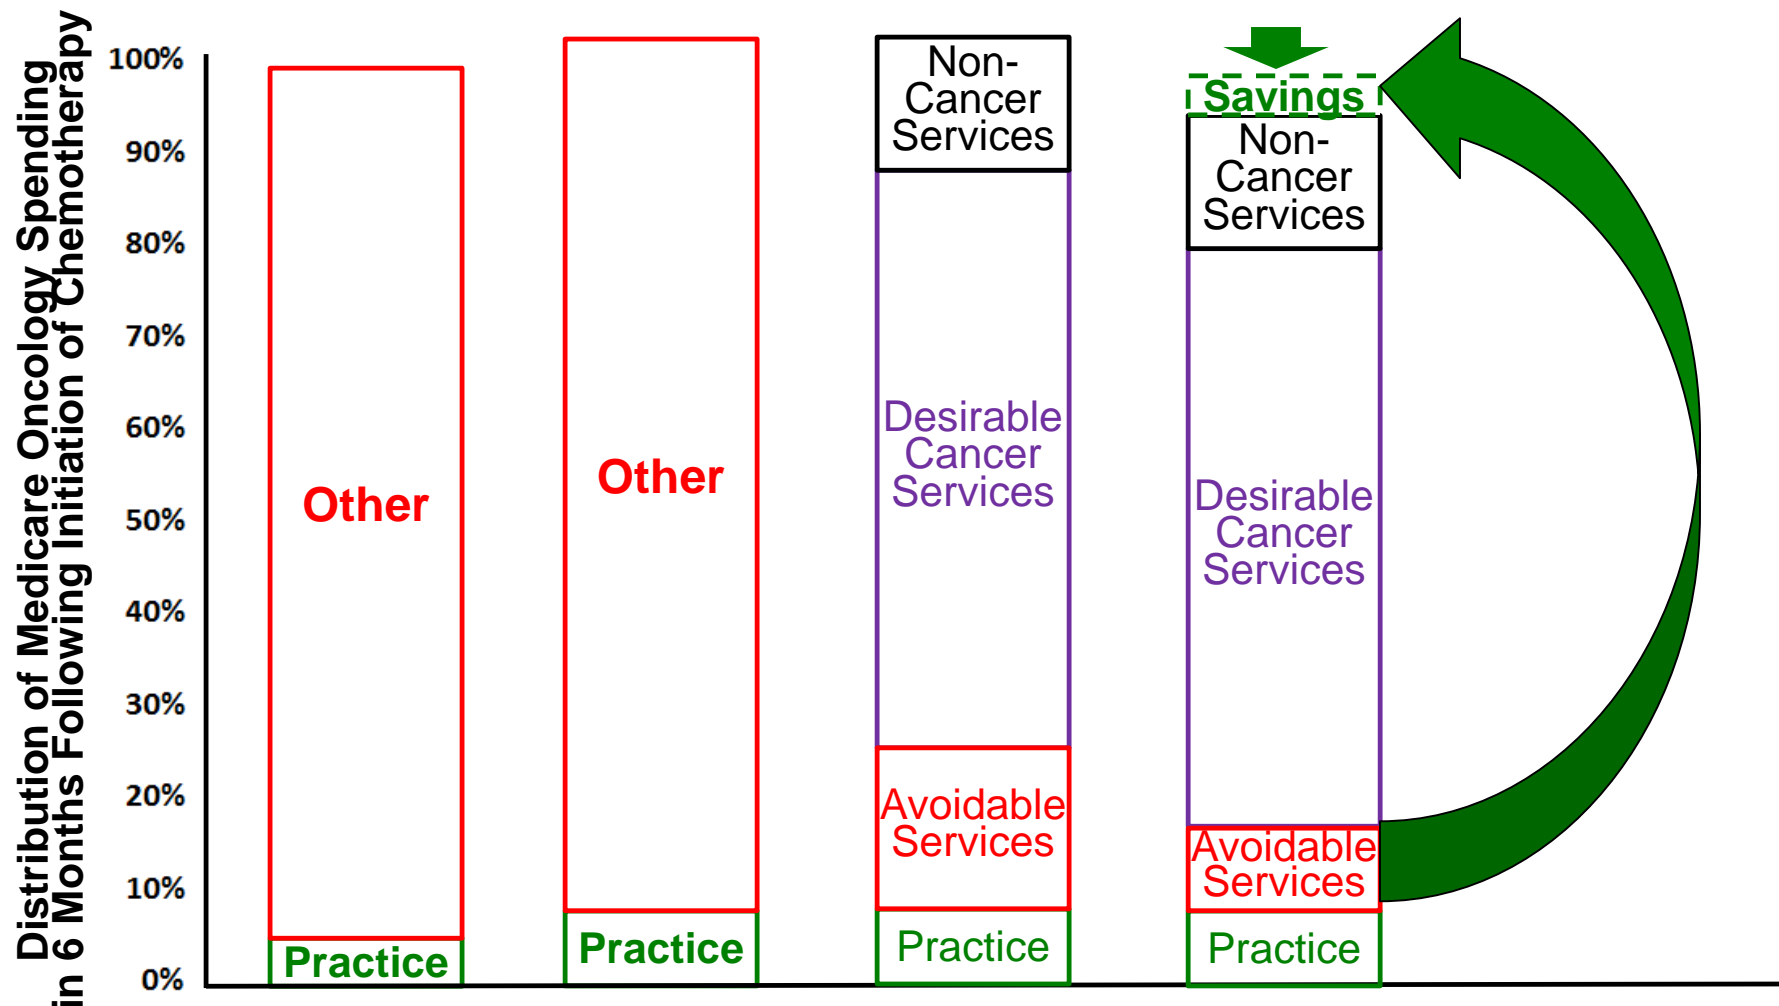 Distribution of Medicare Oncology Spending
in 6 Months Following Initiation of Chemotherapy
100%
90%
80%
70%
60%
50%
40%
30%
20%
10%
0%
Other
Practice
Other
Practice
Non-
Cancer
Services
Desirable
Cancer
Services
Avoidable
Services
Practice
Savings
Non-
Cancer
Services
Desirable
Cancer
Services
Avoidable
Services
Practice